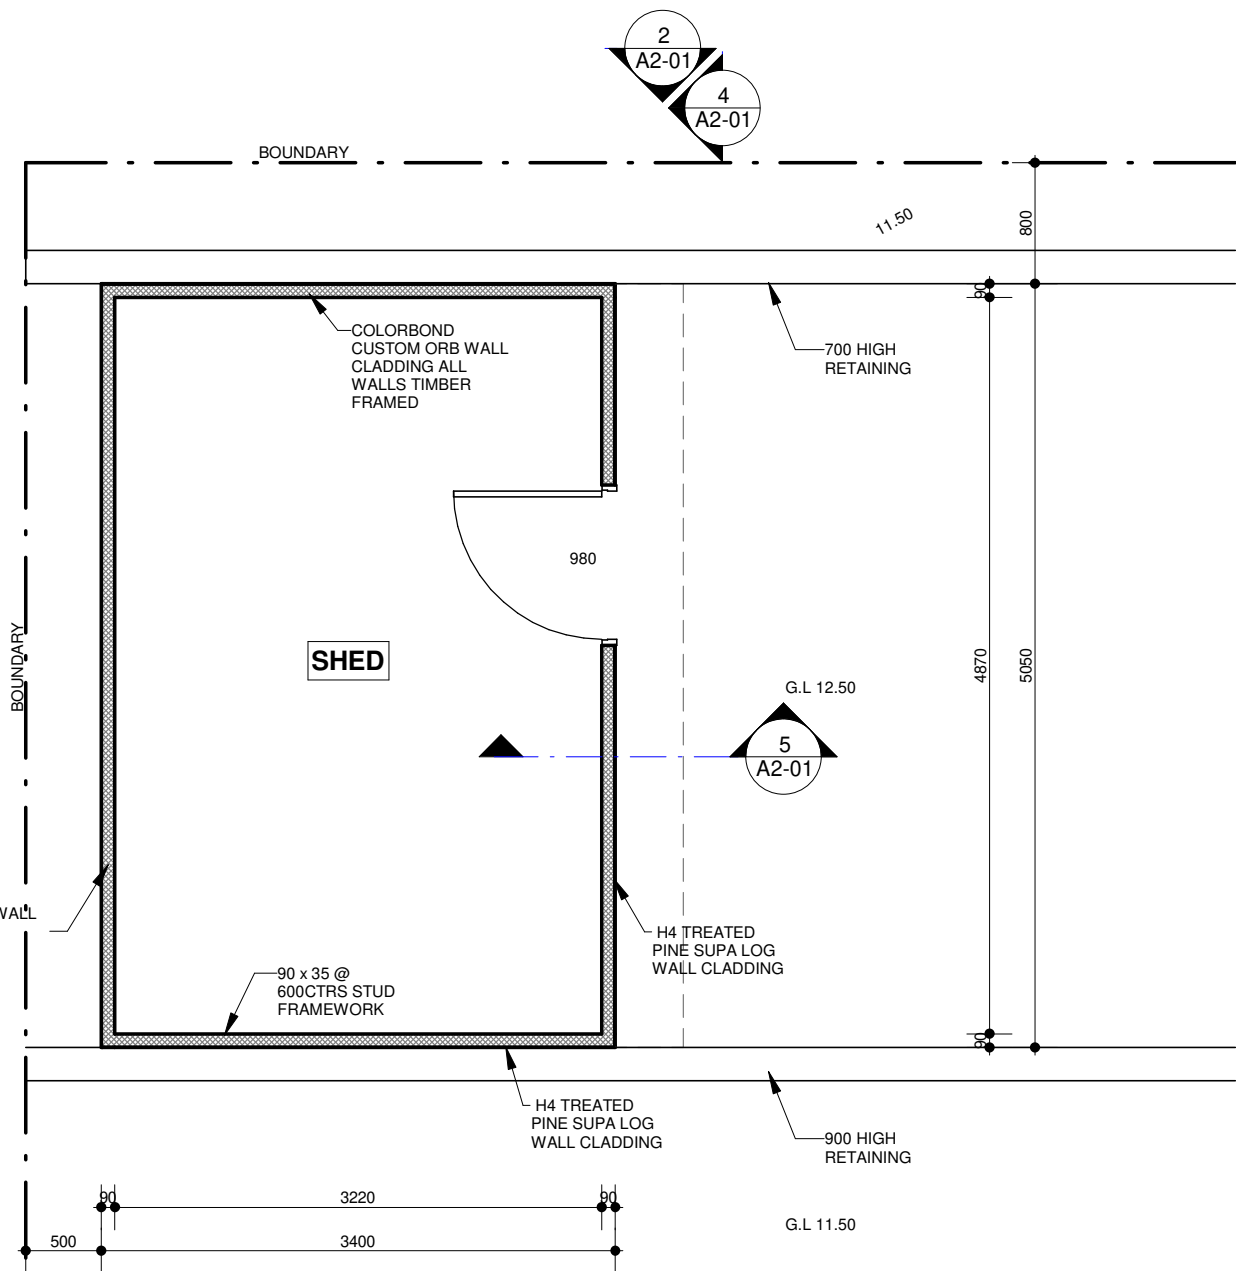 2
A2-01
4
A2-01
BOUNDARY
11.50
800
90
COLORBOND
CUSTOM ORB WALL
CLADDING ALL
WALLS TIMBER
FRAMED
700 HIGH
RETAINING
980
BOUNDARY
SHED
4870
5050
G.L 12.50
5
A2-01
WALL
H4 TREATED
PINE SUPA LOG
WALL CLADDING
90 x 35 @
600CTRS STUD
FRAMEWORK
90
H4 TREATED
PINE SUPA LOG
WALL CLADDING
900 HIGH
RETAINING
90
3220
90
G.L 11.50
500
3400